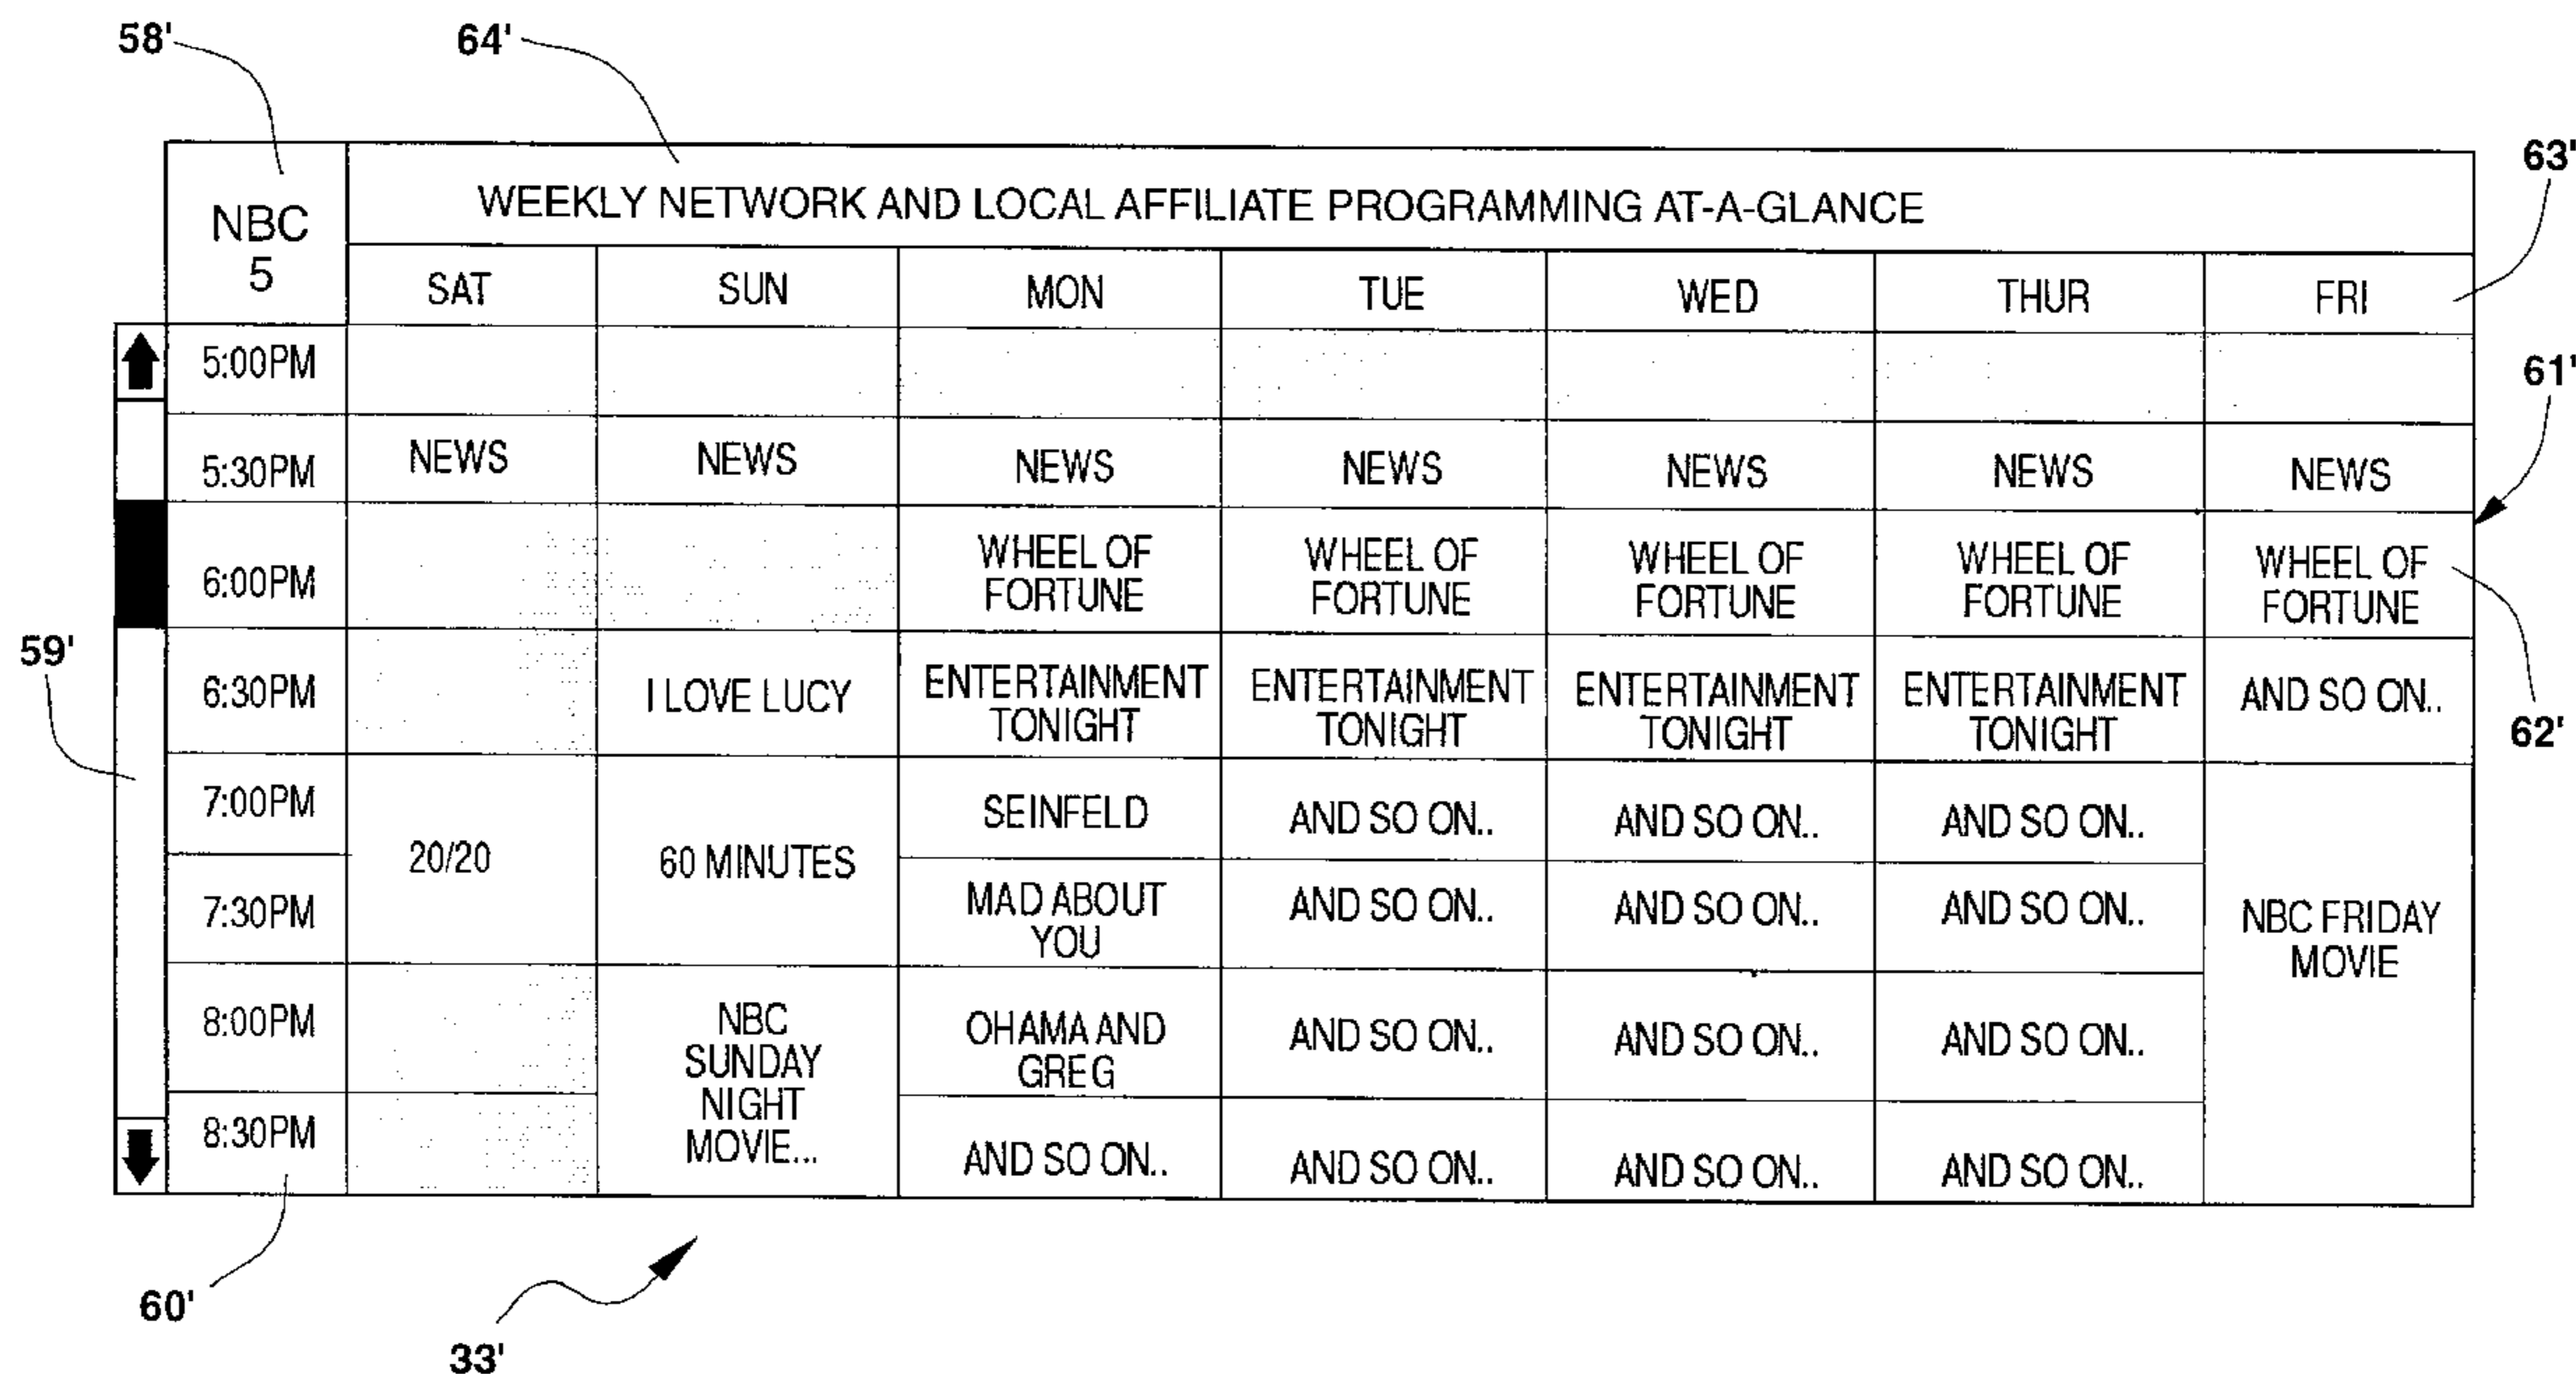 58'
64'
63'
NBC
5
WEEKLY NETWORK AND LOCAL AFFILIATE PROGRAMMING AT-A-GLANCE
SAT SUN MON TUE WED THUR FRI
5:00PM
61'
5:30PM NEWS NEWS NEWS NEWS NEWS NEWS NEWS
6:00PM WHEEL OF FORTUNE WHEEL OF FORTUNE WHEEL OF FORTUNE WHEEL OF FORTUNE WHEEL OF FORTUNE
59'
6:30PM I LOVE LUCY ENTERTAINMENT TONIGHT ENTERTAINMENT TONIGHT ENTERTAINMENT TONIGHT ENTERTAINMENT TONIGHT AND SO ON..
62'
7:00PM SEINFELD AND SO ON.. AND SO ON.. AND SO ON..
20/20 60 MINUTES
7:30PM MAD ABOUT YOU AND SO ON.. AND SO ON.. AND SO ON.. NBC FRIDAY MOVIE
8:00PM NBC SUNDAY NIGHT MOVIE... OHAMA AND GREG AND SO ON.. AND SO ON.. AND SO ON..
8:30PM AND SO ON.. AND SO ON.. AND SO ON.. AND SO ON..
60'
33'